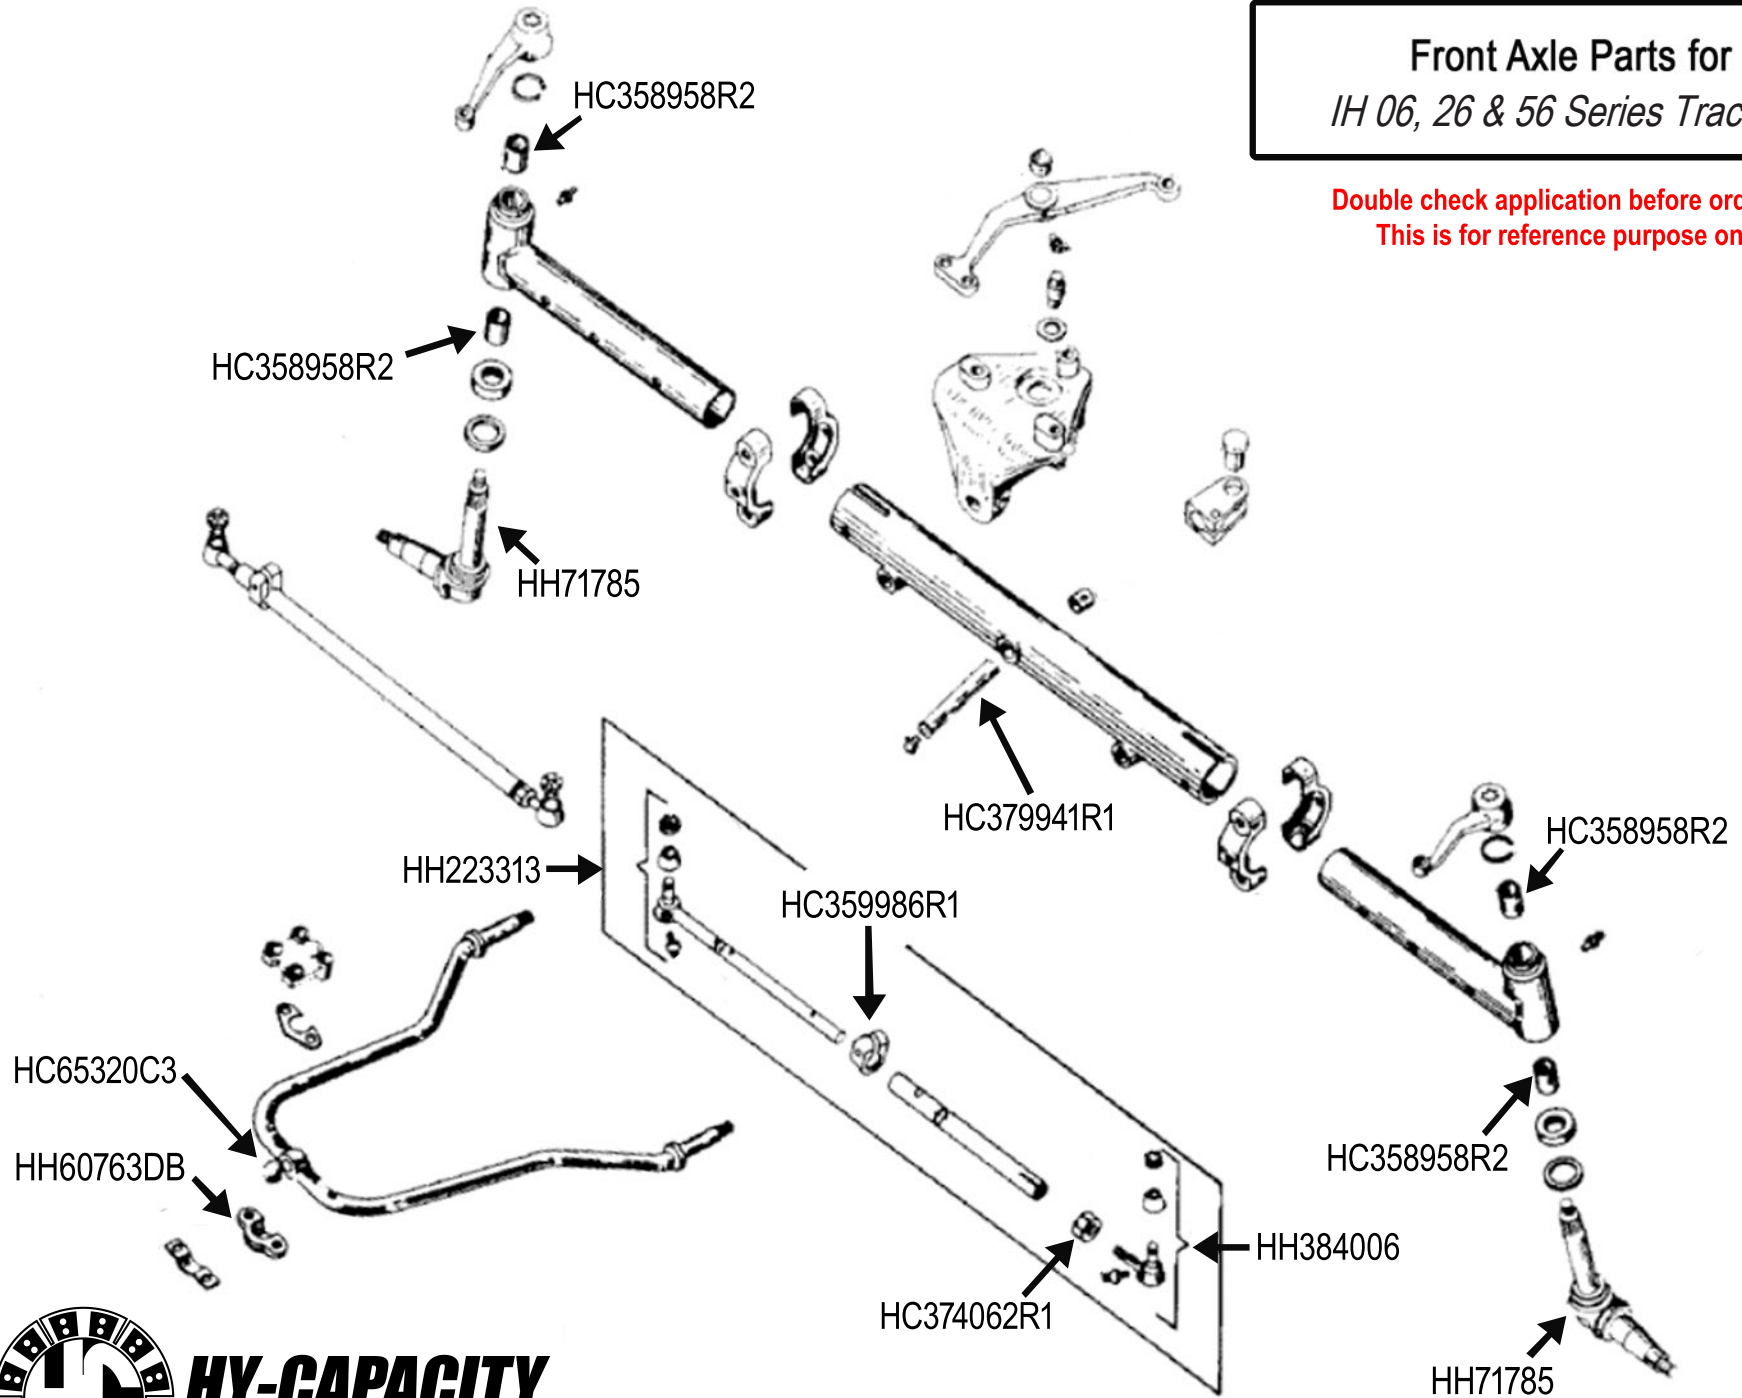 Front Axle Parts for
IH 06, 26 & 56 Series Trac
Double check application before ord
This is for reference purpose on
HC358958R2
HC358958R2
HH71785
HC379941R1
HC358958R2
HH223313
HC359986R1
HC65320C3
HH60763DB
HC358958R2
HH384006
HC374062R1
HH71785
HY-CAPACITY